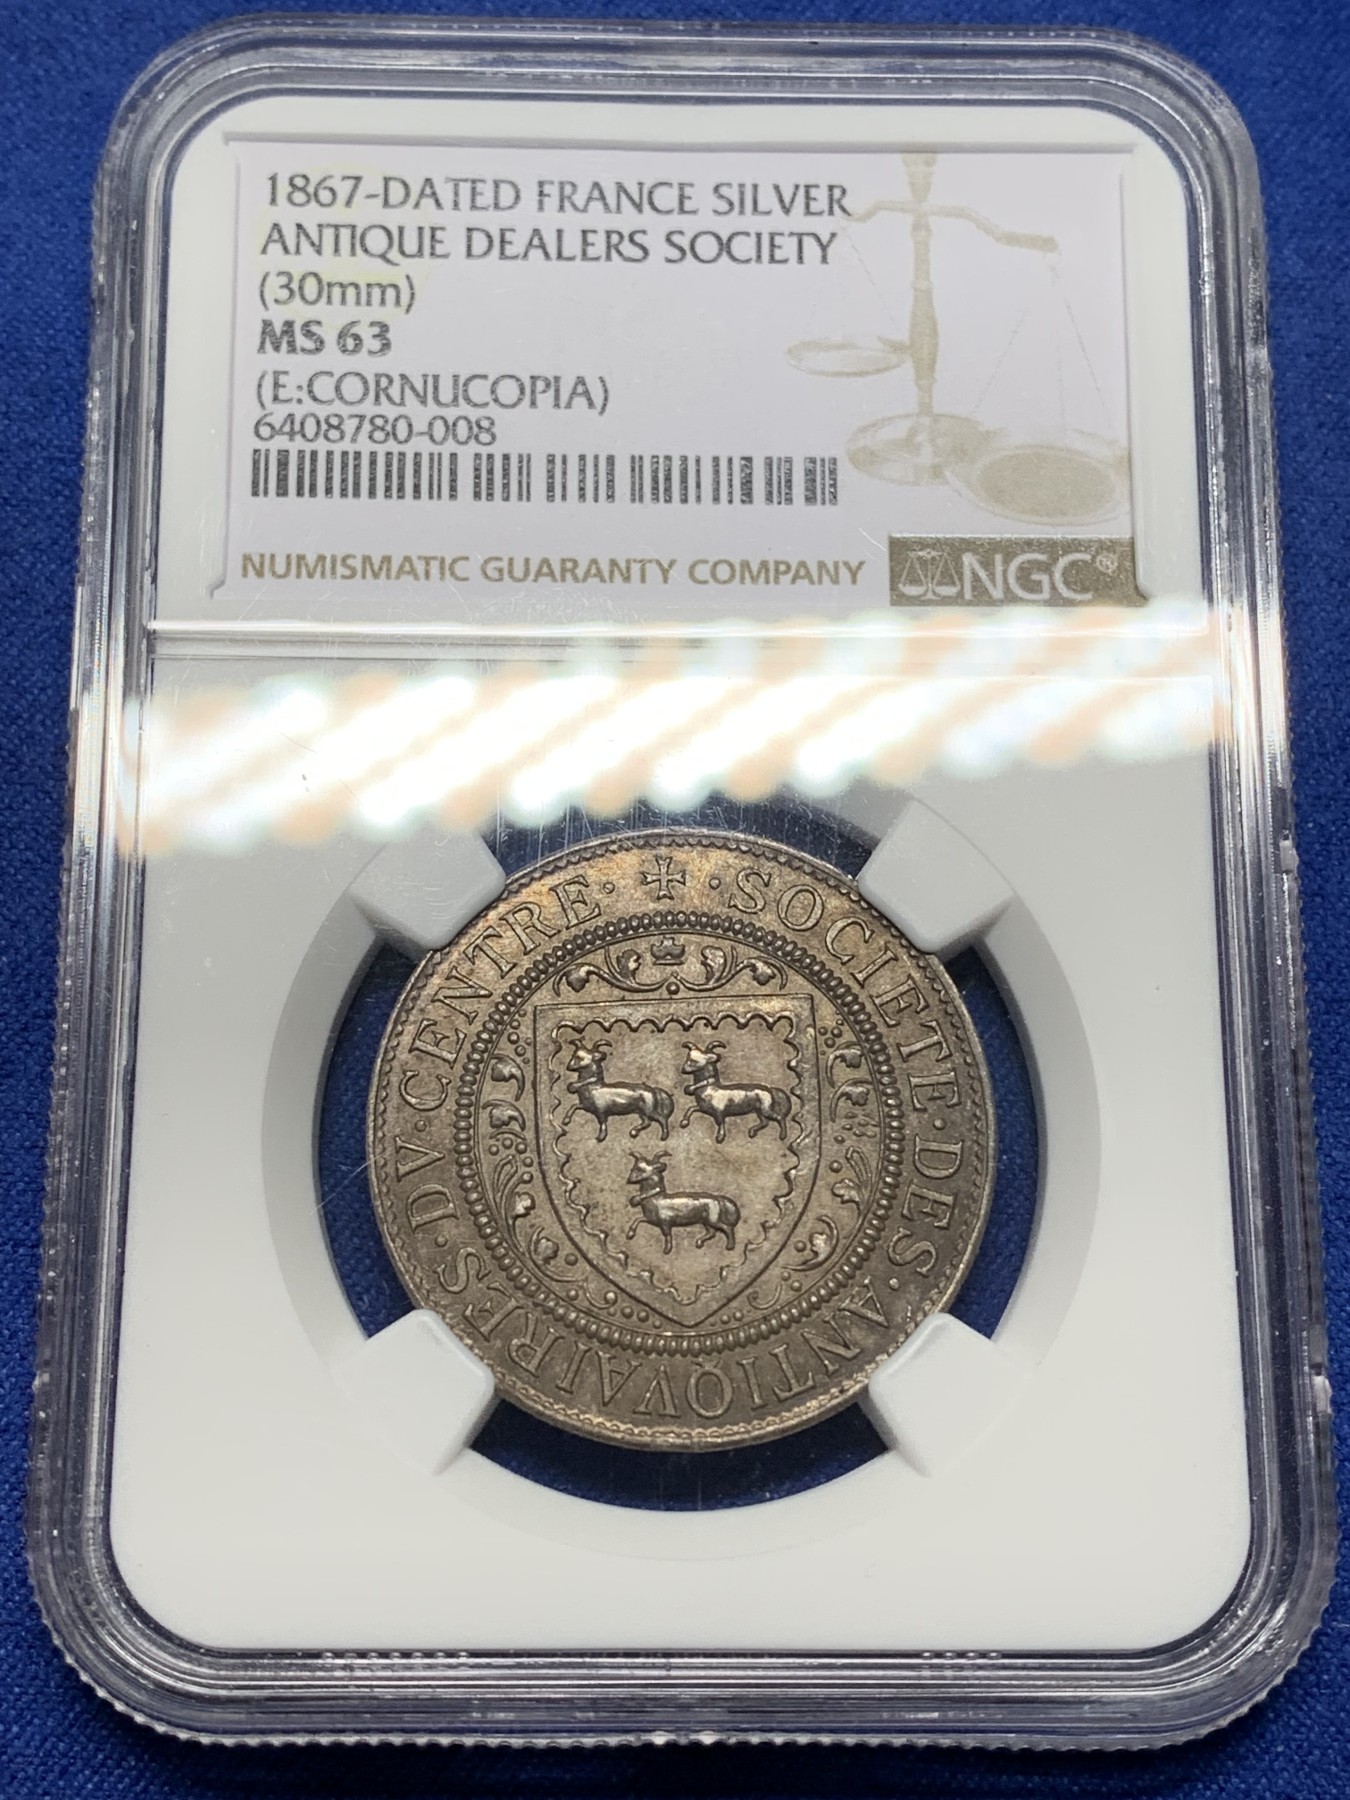 1867-DATED FRANCE SILVER
ANTIQUE DEALERS SOCIETY
(30mm)
MS 63
(E:CORNUCOPIA)
6408780-008
NUMISMATIC GUARANTY COMPANY
NGC®
✠ · SOCIETE · DES · ANTIQVAIRES · DV · CENTRE ·